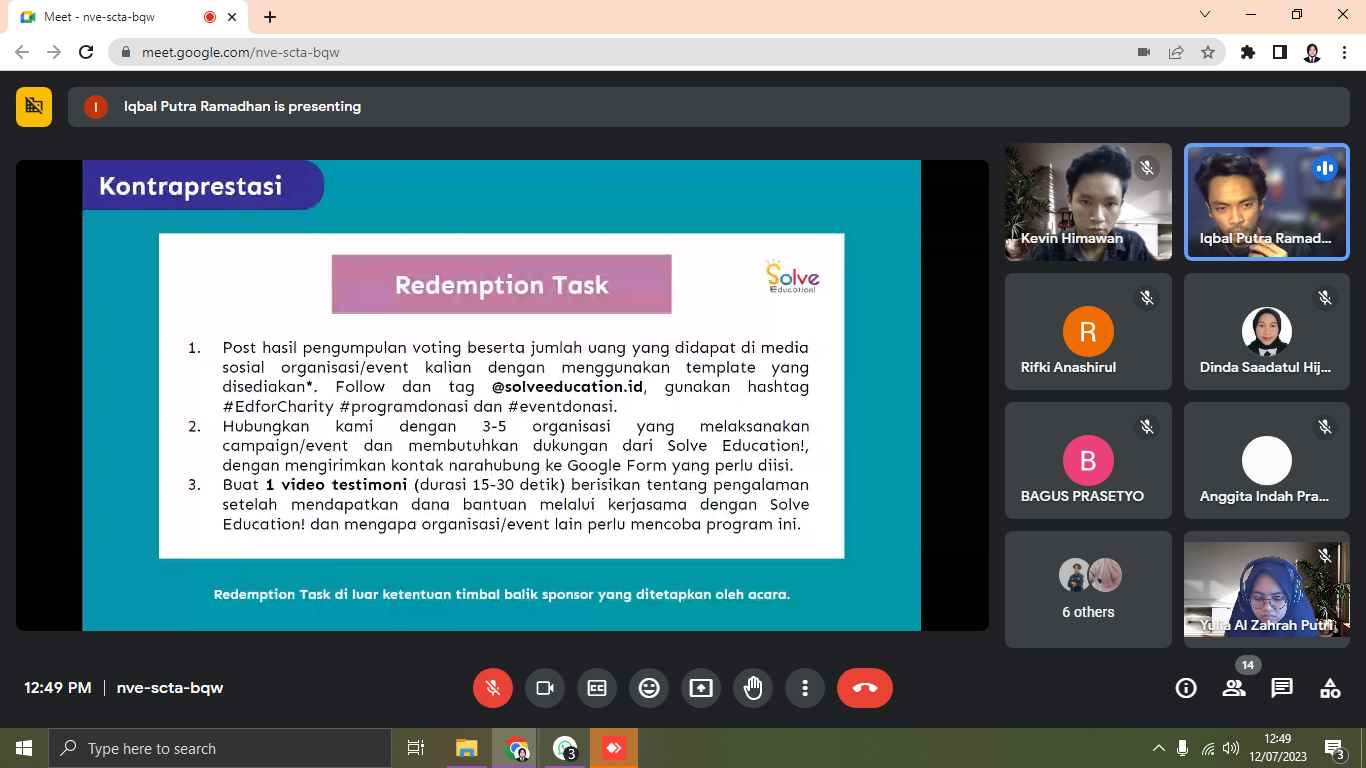 Meet - nve-scta-bqw
meet.google.com/nve-scta-bqw
I
Iqbal Putra Ramadhan is presenting
Kontraprestasi
Redemption Task
Solve
Education!
1. Post hasil pengumpulan voting beserta jumlah uang yang didapat di media
sosial organisasi/event kalian dengan menggunakan template yang
disediakan*. Follow dan tag @solveeducation.id, gunakan hashtag
#EdforCharity #programdonasi dan #eventdonasi.
2. Hubungkan kami dengan 3-5 organisasi yang melaksanakan
campaign/event dan membutuhkan dukungan dari Solve Education!,
dengan mengirimkan kontak narahubung ke Google Form yang perlu diisi.
3. Buat 1 video testimoni (durasi 15-30 detik) berisikan tentang pengalaman
setelah mendapatkan dana bantuan melalui kerjasama dengan Solve
Education! dan mengapa organisasi/event lain perlu mencoba program ini.
Redemption Task di luar ketentuan timbal balik sponsor yang ditetapkan oleh acara.
Kevin Himawan
Iqbal Putra Ramad...
R
Rifki Anashirul
Dinda Saadatul Hij...
B
BAGUS PRASETYO
Anggita Indah Pra...
6 others
Yulia Al Zahrah Putri
12:49 PM | nve-scta-bqw
14
Type here to search
3
12:49
12/07/2023
3